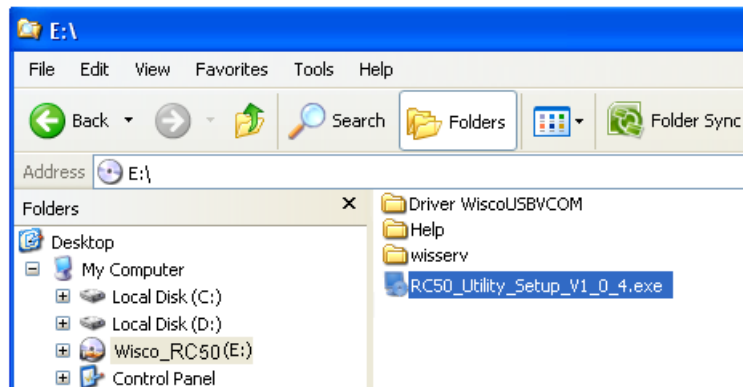 E:\
File Edit View Favorites Tools Help
Back Search Folders Folder Sync
Address E:\
Folders
Desktop
My Computer
Local Disk (C:)
Local Disk (D:)
Wisco_RC50(E:)
Control Panel
Driver WiscoUSBVCOM
Help
wisserv
RC50_Utility_Setup_V1_0_4.exe